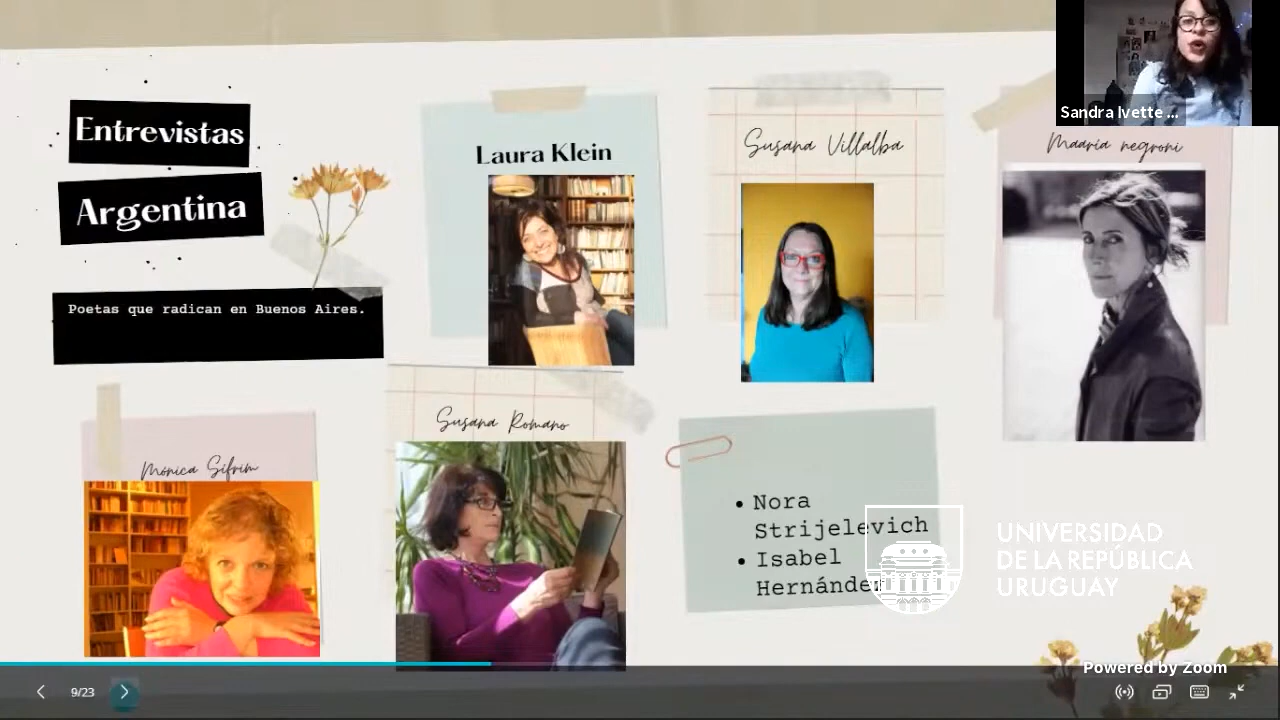 Entrevistas
Argentina
Poetas que radican en Buenos Aires.
Laura Klein
Susana Villalba
Maaría negroni
Sandra Ivette ...
Mónica Sifrim
Susana Romano
• Nora
Strijelevich
• Isabel
Hernández
UNIVERSIDAD
DE LA REPÚBLICA
URUGUAY
Powered by Zoom
9/23